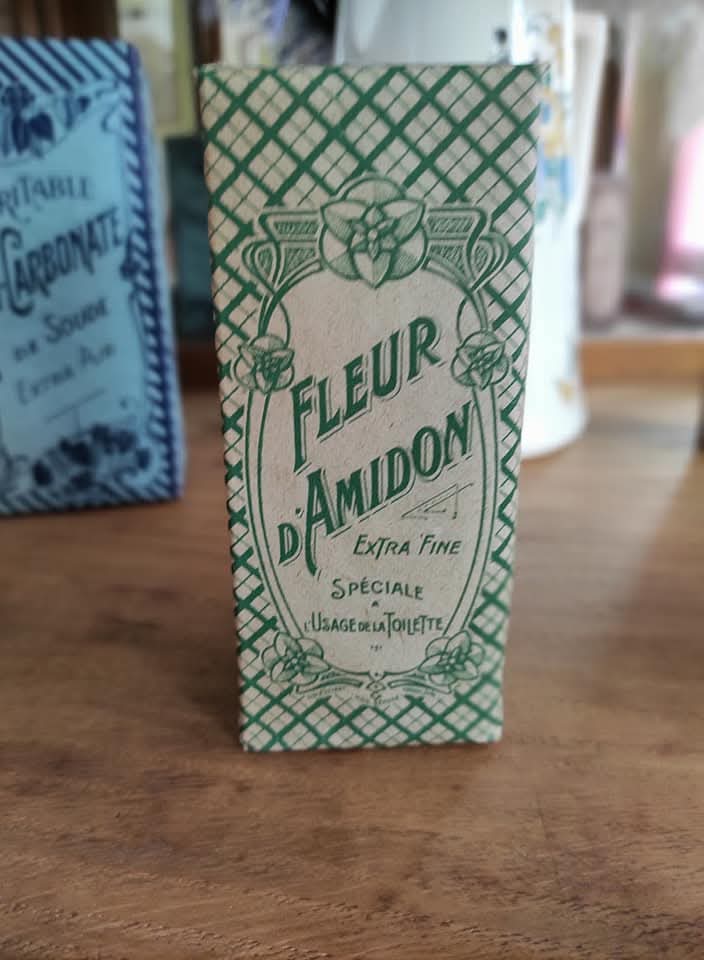 RITABLE
CARBONATE
DE SOUDE
EXTRA PUR
FLEUR
D'AMIDON
EXTRA FINE
SPÉCIALE
A
L'USAGE DE LA TOILETTE